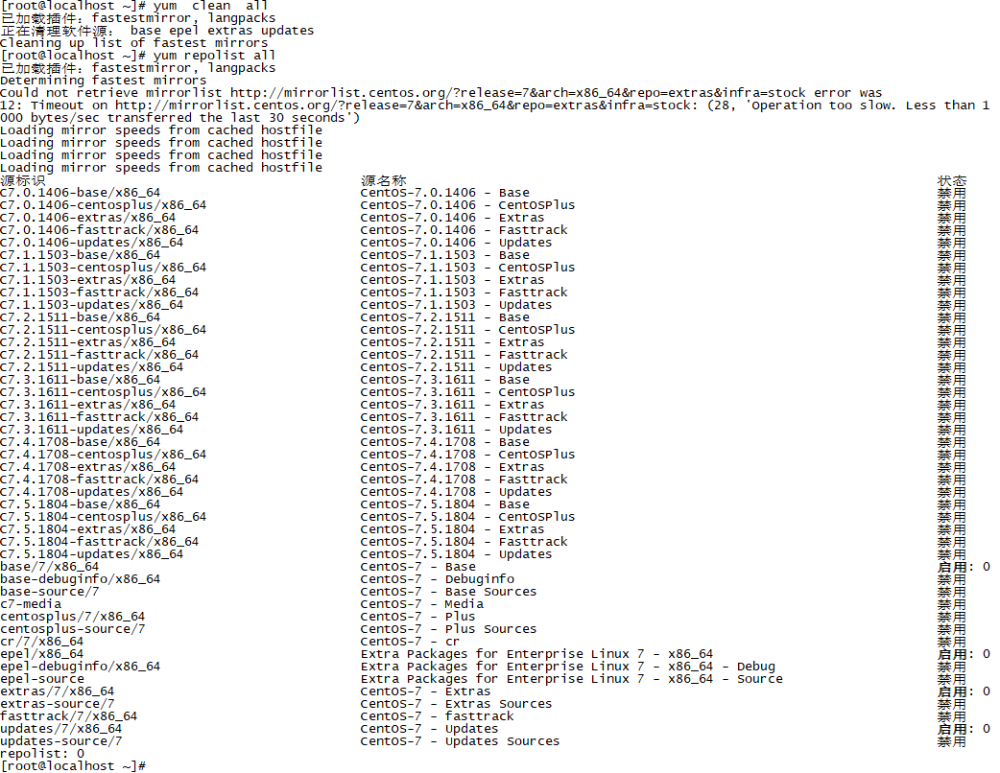 [root@localhost ~]# yum  clean  all
已加载插件：fastestmirror, langpacks
正在清理软件源： base epel extras updates
Cleaning up list of fastest mirrors
[root@localhost ~]# yum repolist all
已加载插件：fastestmirror, langpacks
Determining fastest mirrors
Could not retrieve mirrorlist http://mirrorlist.centos.org/?release=7&arch=x86_64&repo=extras&infra=stock error was
12: Timeout on http://mirrorlist.centos.org/?release=7&arch=x86_64&repo=extras&infra=stock: (28, 'Operation too slow. Less than 1
000 bytes/sec transferred the last 30 seconds')
Loading mirror speeds from cached hostfile
Loading mirror speeds from cached hostfile
Loading mirror speeds from cached hostfile
Loading mirror speeds from cached hostfile
源标识 源名称 状态
C7.0.1406-base/x86_64 CentOS-7.0.1406 - Base 禁用
C7.0.1406-centosplus/x86_64 CentOS-7.0.1406 - CentOSPlus 禁用
C7.0.1406-extras/x86_64 CentOS-7.0.1406 - Extras 禁用
C7.0.1406-fasttrack/x86_64 CentOS-7.0.1406 - Fasttrack 禁用
C7.0.1406-updates/x86_64 CentOS-7.0.1406 - Updates 禁用
C7.1.1503-base/x86_64 CentOS-7.1.1503 - Base 禁用
C7.1.1503-centosplus/x86_64 CentOS-7.1.1503 - CentOSPlus 禁用
C7.1.1503-extras/x86_64 CentOS-7.1.1503 - Extras 禁用
C7.1.1503-fasttrack/x86_64 CentOS-7.1.1503 - Fasttrack 禁用
C7.1.1503-updates/x86_64 CentOS-7.1.1503 - Updates 禁用
C7.2.1511-base/x86_64 CentOS-7.2.1511 - Base 禁用
C7.2.1511-centosplus/x86_64 CentOS-7.2.1511 - CentOSPlus 禁用
C7.2.1511-extras/x86_64 CentOS-7.2.1511 - Extras 禁用
C7.2.1511-fasttrack/x86_64 CentOS-7.2.1511 - Fasttrack 禁用
C7.2.1511-updates/x86_64 CentOS-7.2.1511 - Updates 禁用
C7.3.1611-base/x86_64 CentOS-7.3.1611 - Base 禁用
C7.3.1611-centosplus/x86_64 CentOS-7.3.1611 - CentOSPlus 禁用
C7.3.1611-extras/x86_64 CentOS-7.3.1611 - Extras 禁用
C7.3.1611-fasttrack/x86_64 CentOS-7.3.1611 - Fasttrack 禁用
C7.3.1611-updates/x86_64 CentOS-7.3.1611 - Updates 禁用
C7.4.1708-base/x86_64 CentOS-7.4.1708 - Base 禁用
C7.4.1708-centosplus/x86_64 CentOS-7.4.1708 - CentOSPlus 禁用
C7.4.1708-extras/x86_64 CentOS-7.4.1708 - Extras 禁用
C7.4.1708-fasttrack/x86_64 CentOS-7.4.1708 - Fasttrack 禁用
C7.4.1708-updates/x86_64 CentOS-7.4.1708 - Updates 禁用
C7.5.1804-base/x86_64 CentOS-7.5.1804 - Base 禁用
C7.5.1804-centosplus/x86_64 CentOS-7.5.1804 - CentOSPlus 禁用
C7.5.1804-extras/x86_64 CentOS-7.5.1804 - Extras 禁用
C7.5.1804-fasttrack/x86_64 CentOS-7.5.1804 - Fasttrack 禁用
C7.5.1804-updates/x86_64 CentOS-7.5.1804 - Updates 禁用
base/7/x86_64 CentOS-7 - Base 启用: 0
base-debuginfo/x86_64 CentOS-7 - Debuginfo 禁用
base-source/7 CentOS-7 - Base Sources 禁用
c7-media CentOS-7 - Media 禁用
centosplus/7/x86_64 CentOS-7 - Plus 禁用
centosplus-source/7 CentOS-7 - Plus Sources 禁用
cr/7/x86_64 CentOS-7 - cr 禁用
epel/x86_64 Extra Packages for Enterprise Linux 7 - x86_64 启用: 0
epel-debuginfo/x86_64 Extra Packages for Enterprise Linux 7 - x86_64 - Debug 禁用
epel-source Extra Packages for Enterprise Linux 7 - x86_64 - Source 禁用
extras/7/x86_64 CentOS-7 - Extras 启用: 0
extras-source/7 CentOS-7 - Extras Sources 禁用
fasttrack/7/x86_64 CentOS-7 - fasttrack 禁用
updates/7/x86_64 CentOS-7 - Updates 启用: 0
updates-source/7 CentOS-7 - Updates Sources 禁用
repolist: 0
[root@localhost ~]#